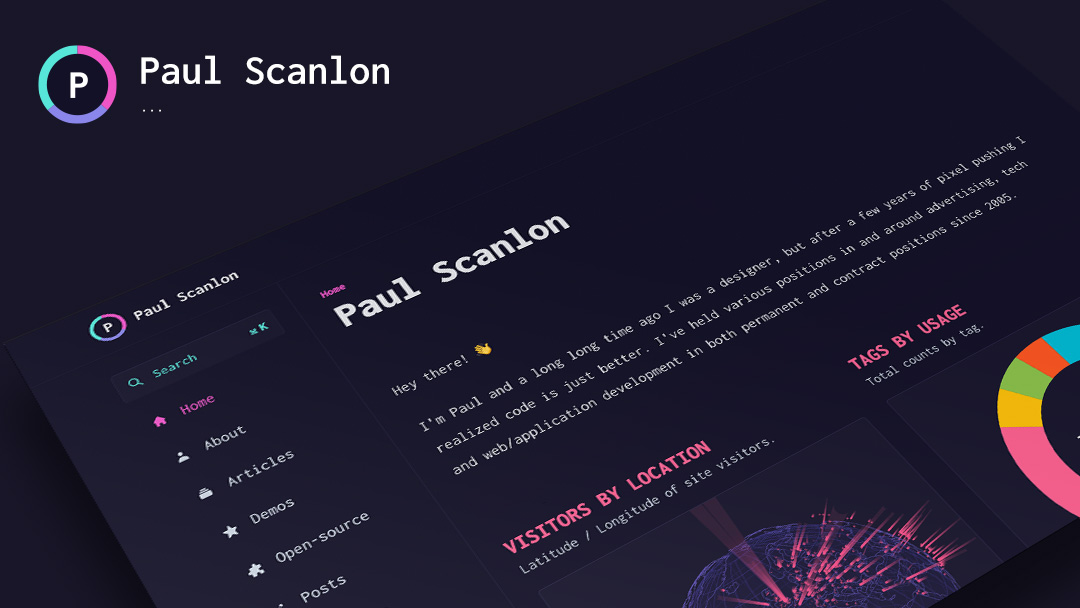 P
Paul Scanlon
...
P
Paul Scanlon
Search
⌘K
Home
About
Articles
Demos
Open-source
Posts
Home
Paul Scanlon
Hey there! 👋
I'm Paul and a long long time ago I was a designer, but after a few years of pixel pushing I
realized code is just better. I've held various positions in and around advertising, tech
and web/application development in both permanent and contract positions since 2005.
VISITORS BY LOCATION
Latitude / Longitude of site visitors.
TAGS BY USAGE
Total counts by tag.